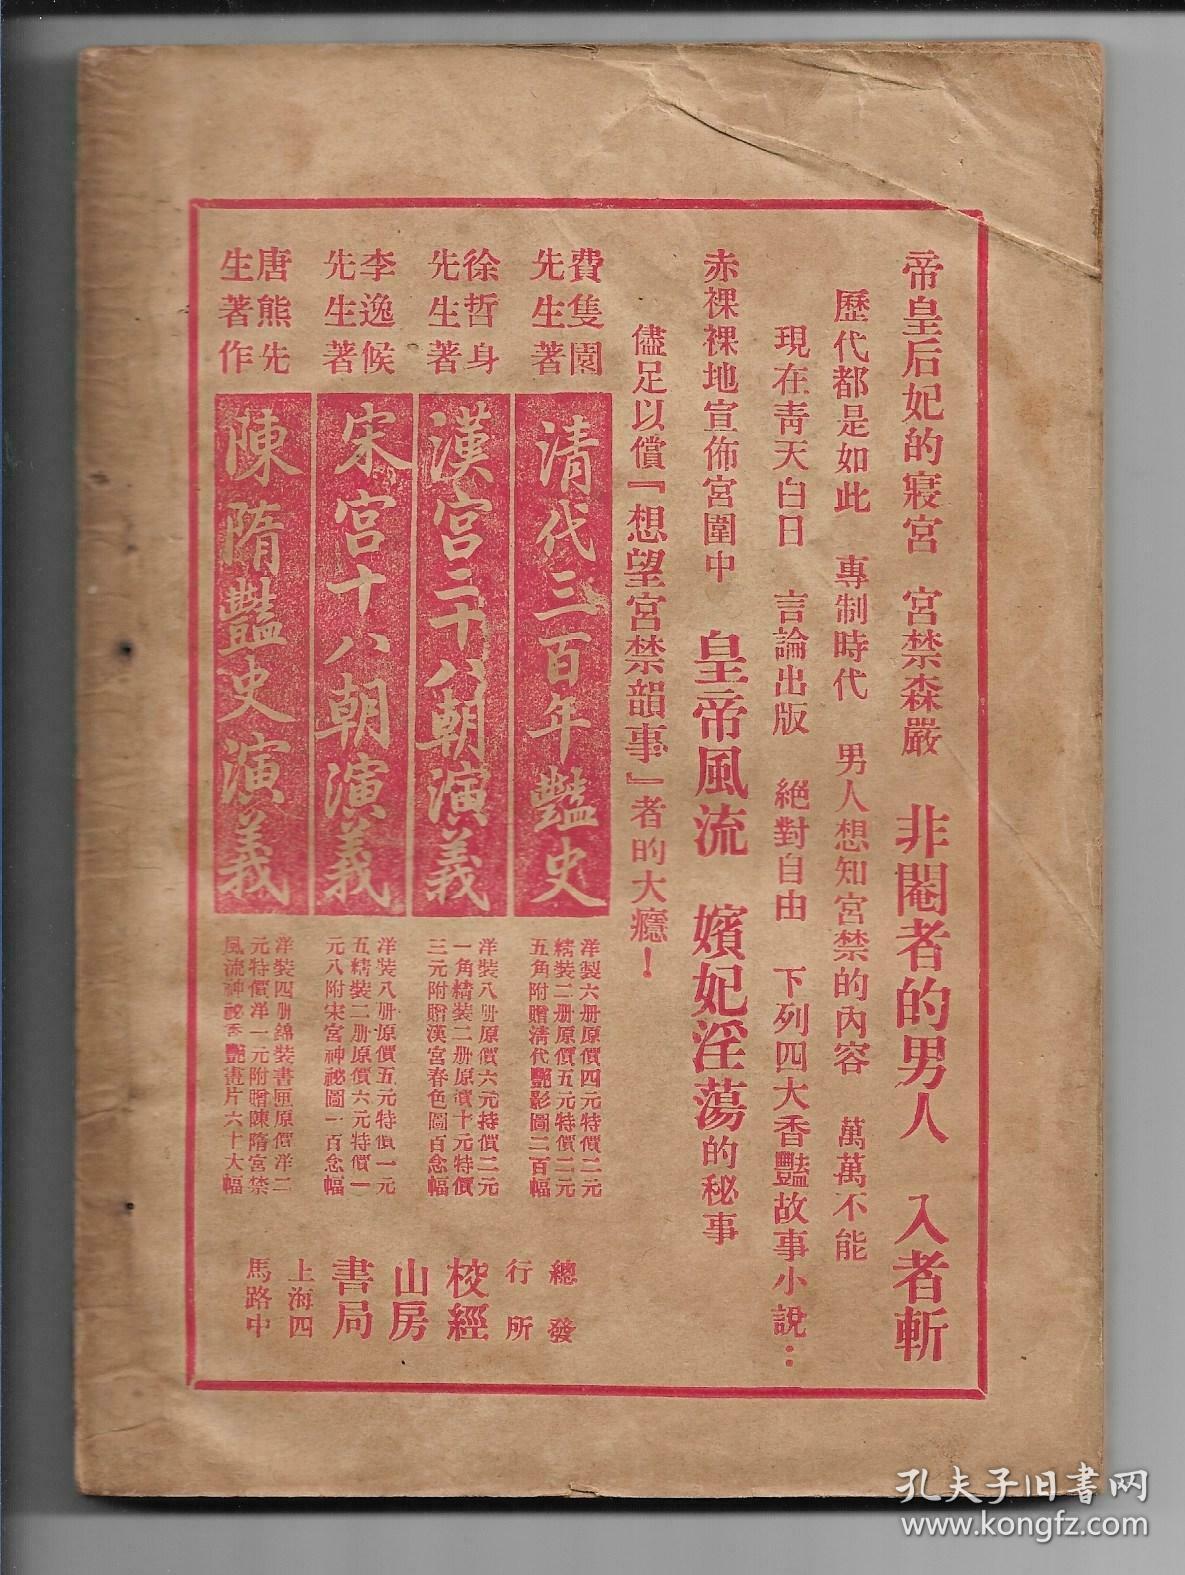 帝皇后妃的寢宮 宮禁森嚴 非閹者的男人 入者斬
歷代都是如此 專制時代 男人想知宮禁的內容 萬萬不能
現在靑天白日 言論出版 絕對自由 下列四大香豔故事小說：
赤裸裸地宣佈宮圍中 皇帝風流 嬪妃淫蕩的秘事
儘足以償『想望宮禁韻事』者的大癮！
費隻園
先生著
清代三百年豔史
洋製六册原價四元特價二元
精裝二册原價五元特價二元
五角附贈清代艷影圖二百幅
徐哲身
先生著
漢宮二十八朝演義
洋裝八册原價六元特價二元
一角精裝二册原價十元特價
三元附贈漢宮春色圖百念幅
李逸候
先生著
宋宮十八朝演義
洋裝八册原價五元特價一元
五精裝二册原價六元特價一
元八附宋宮神祕圖一百念幅
唐熊先
生著作
陳隋豔史演義
洋裝四册錦裝書匣原價洋二
元特價洋一元附贈陳隋宮禁
風流神祕香艷畫片六十大幅
總發
行所
校經
山房
書局
上海四
馬路中
孔夫子旧书网
www.kongfz.com